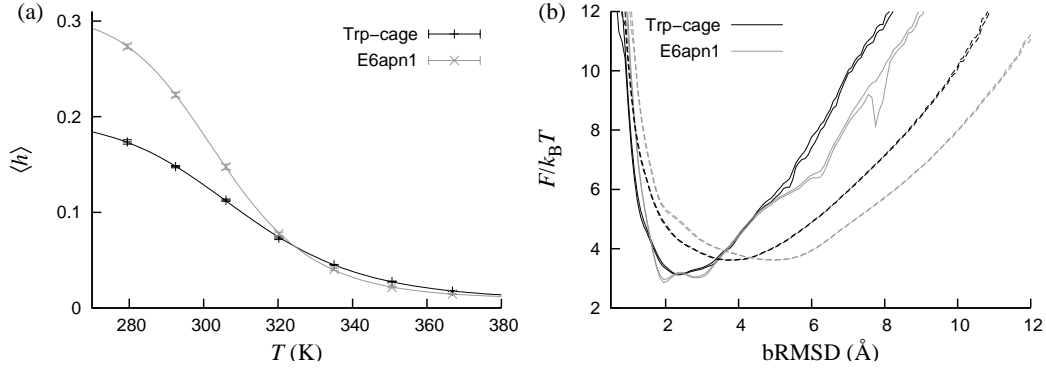 (a)
0.3
0.2
0.1
0
⟨h⟩
Trp−cage
E6apn1
280 300 320 340 360 380
T (K)
(b)
12
10
8
6
4
2
F/k_BT
Trp−cage
E6apn1
2 4 6 8 10 12
bRMSD (Å)